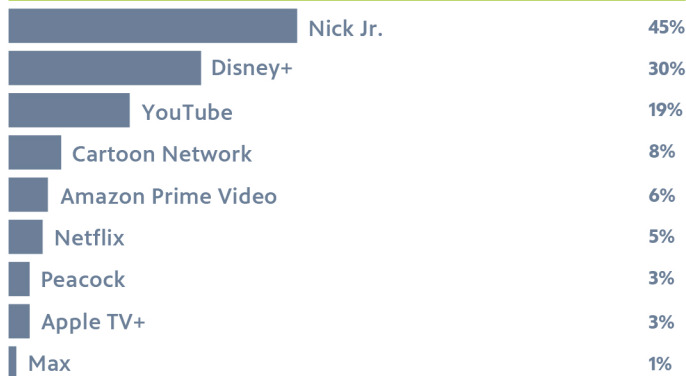 Nick Jr. 45%
Disney+ 30%
YouTube 19%
Cartoon Network 8%
Amazon Prime Video 6%
Netflix 5%
Peacock 3%
Apple TV+ 3%
Max 1%